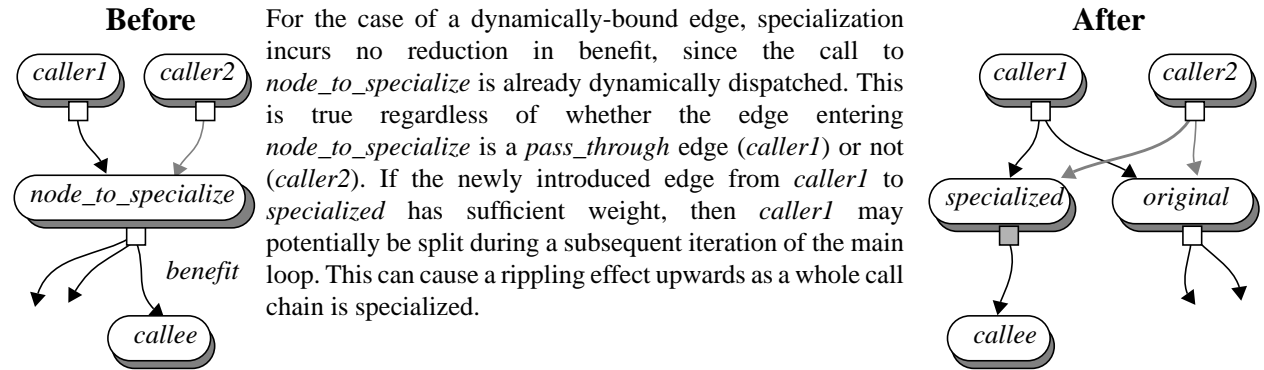 Before
caller1 caller2
node_to_specialize
benefit
callee
For the case of a dynamically-bound edge, specialization
incurs no reduction in benefit, since the call to
node_to_specialize is already dynamically dispatched. This
is true regardless of whether the edge entering
node_to_specialize is a pass_through edge (caller1) or not
(caller2). If the newly introduced edge from caller1 to
specialized has sufficient weight, then caller1 may
potentially be split during a subsequent iteration of the main
loop. This can cause a rippling effect upwards as a whole call
chain is specialized.
After
caller1 caller2
specialized original
callee